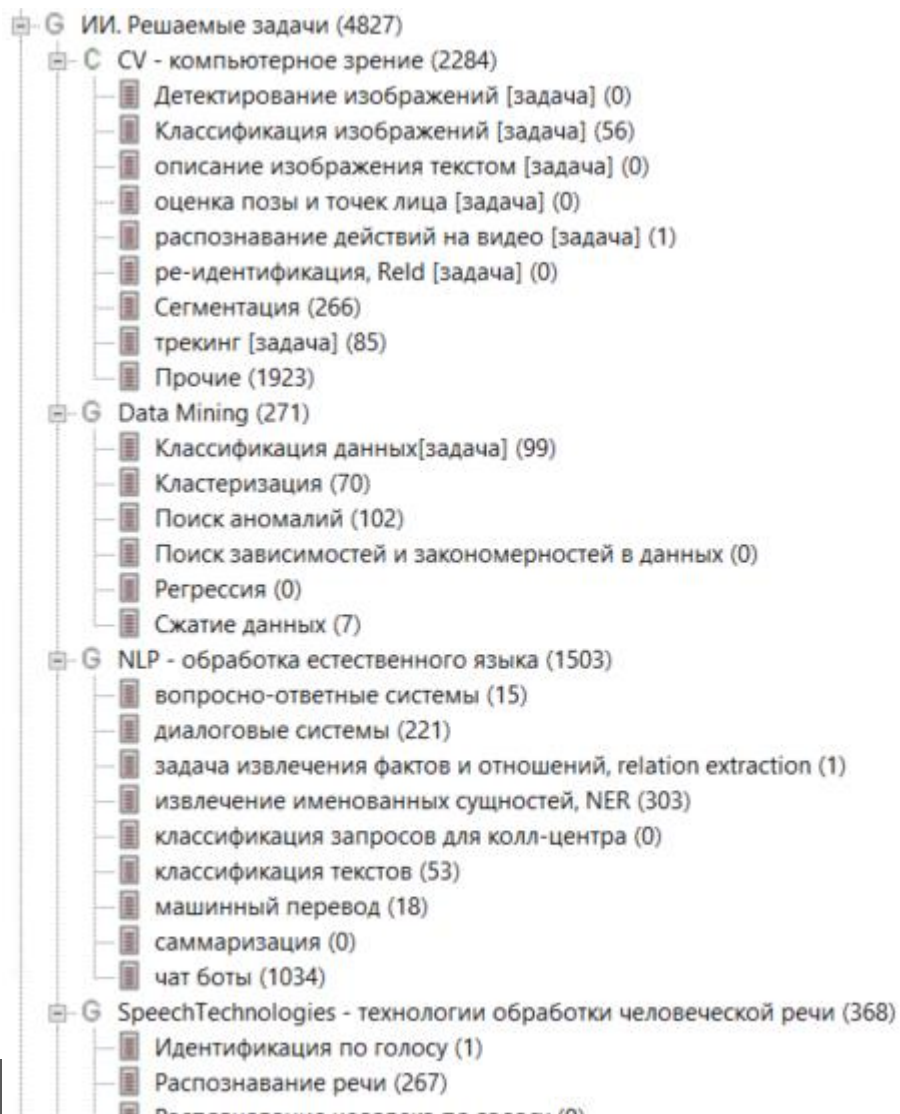 G ИИ. Решаемые задачи (4827)
C CV - компьютерное зрение (2284)
Детектирование изображений [задача] (0)
Классификация изображений [задача] (56)
описание изображения текстом [задача] (0)
оценка позы и точек лица [задача] (0)
распознавание действий на видео [задача] (1)
ре-идентификация, ReId [задача] (0)
Сегментация (266)
трекинг [задача] (85)
Прочие (1923)
G Data Mining (271)
Классификация данных[задача] (99)
Кластеризация (70)
Поиск аномалий (102)
Поиск зависимостей и закономерностей в данных (0)
Регрессия (0)
Сжатие данных (7)
G NLP - обработка естественного языка (1503)
вопросно-ответные системы (15)
диалоговые системы (221)
задача извлечения фактов и отношений, relation extraction (1)
извлечение именованных сущностей, NER (303)
классификация запросов для колл-центра (0)
классификация текстов (53)
машинный перевод (18)
саммаризация (0)
чат боты (1034)
G SpeechTechnologies - технологии обработки человеческой речи (368)
Идентификация по голосу (1)
Распознавание речи (267)